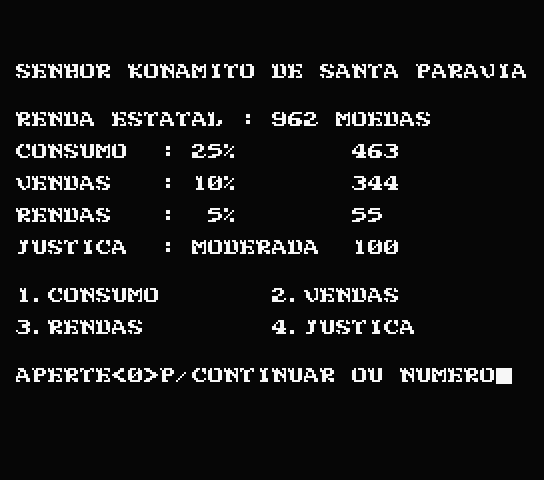 SENHOR KONAMITO DE SANTA PARAVIA
RENDA ESTATAL : 962 MOEDAS
CONSUMO : 25% 463
VENDAS : 10% 344
RENDAS : 5% 55
JUSTICA : MODERADA 100
1.CONSUMO 2.VENDAS
3.RENDAS 4.JUSTICA
APERTE<0>P/CONTINUAR OU NUMERO